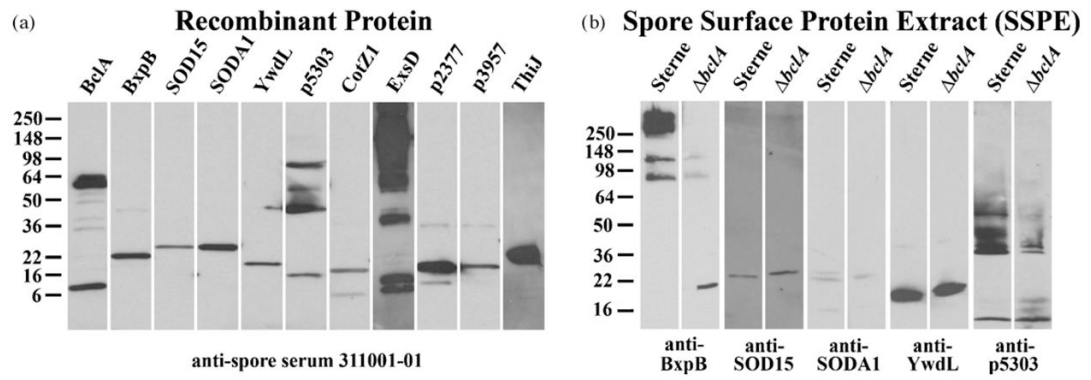 (a) Recombinant Protein
BclA BxpB SOD15 SODA1 YwdL p5303 CotZ1 ExsD p2377 p3957 ThiJ
250
148
98
64
50
36
22
16
6
anti-spore serum 311001-01
(b) Spore Surface Protein Extract (SSPE)
Sterne ΔbclA Sterne ΔbclA Sterne ΔbclA Sterne ΔbclA Sterne ΔbclA
250
148
98
64
50
36
22
16
anti- anti- anti- anti- anti-
BxpB SOD15 SODA1 YwdL p5303